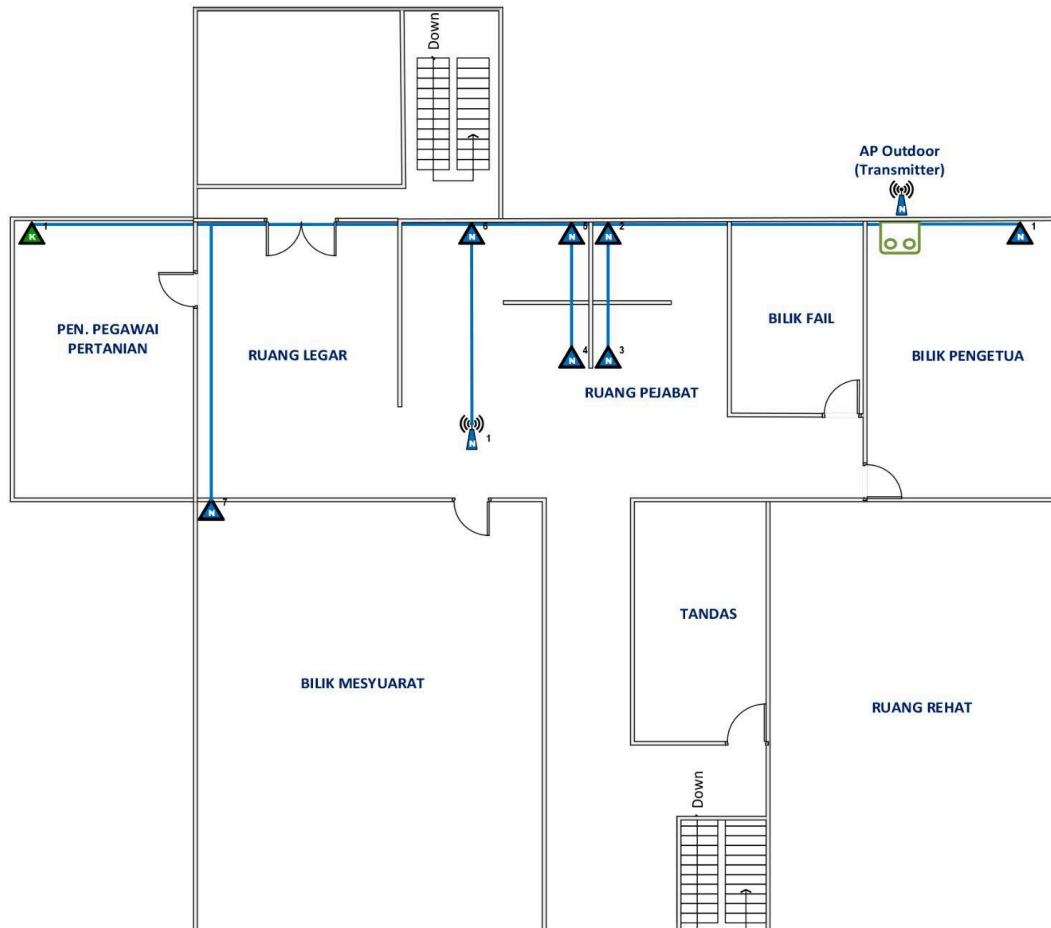 Down
AP Outdoor
(Transmitter)
1
K
6
N
5
N
2
N
N
1
N
BILIK FAIL
PEN. PEGAWAI
PERTANIAN
RUANG LEGAR
4
N
3
N
BILIK PENGETUA
RUANG PEJABAT
1
N
7
N
TANDAS
BILIK MESYUARAT
RUANG REHAT
Down